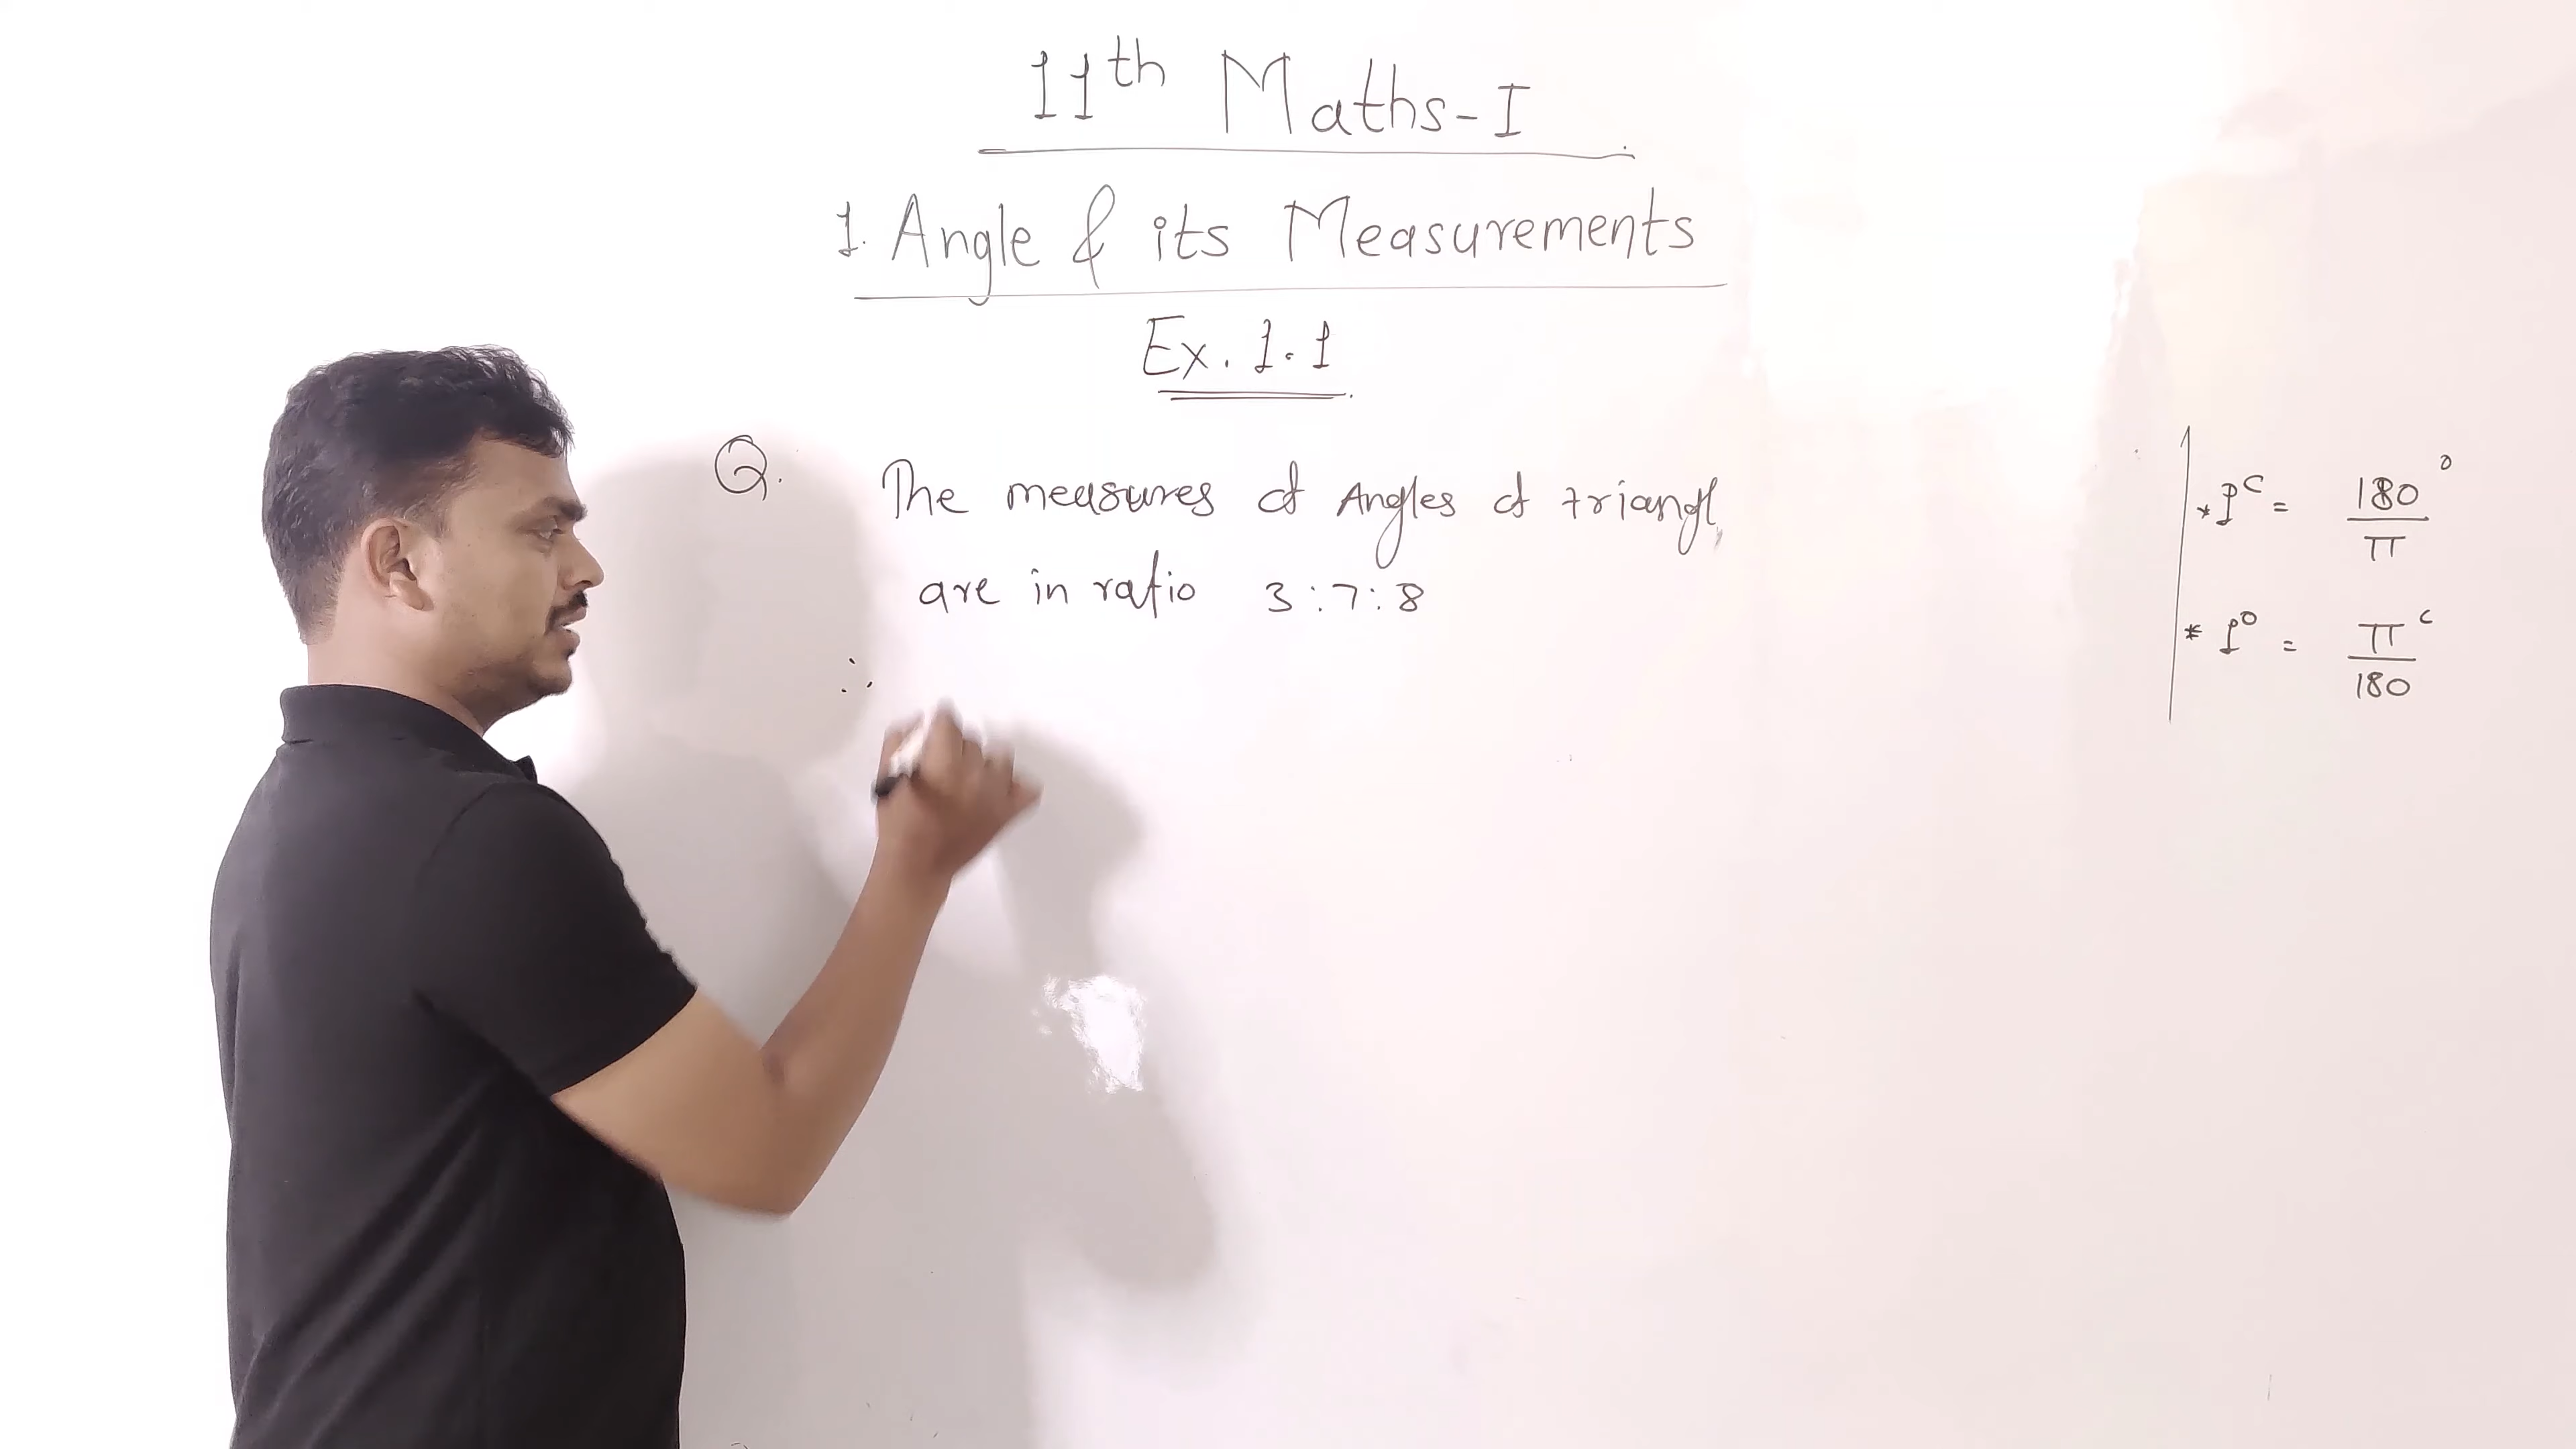 11th Maths-I
1. Angle & its Measurements
Ex. 1.1
Q. The measures of Angles of triangl
are in ratio 3:7:8
∴
* 1ᶜ = 180°/π
* 1° = πᶜ/180